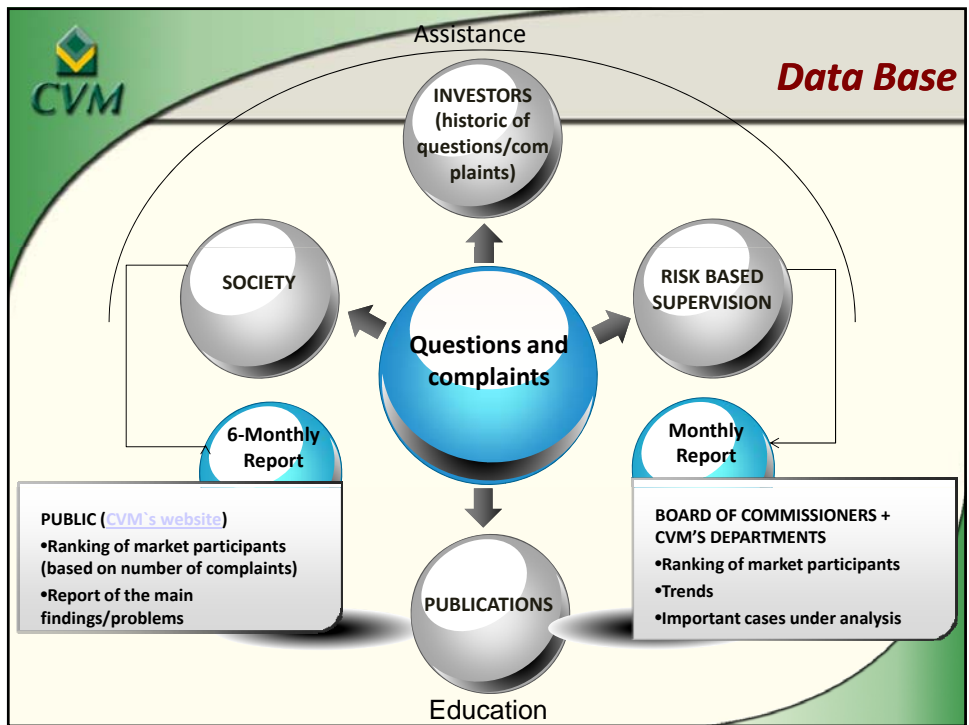 Assistance
CVM
Data Base
INVESTORS
(historic of
questions/com
plaints)
SOCIETY
RISK BASED
SUPERVISION
Questions and
complaints
6-Monthly
Report
Monthly
Report
PUBLIC (CVM`s website)
•Ranking of market participants
(based on number of complaints)
•Report of the main
findings/problems
BOARD OF COMMISSIONERS +
CVM'S DEPARTMENTS
•Ranking of market participants
•Trends
•Important cases under analysis
PUBLICATIONS
Education